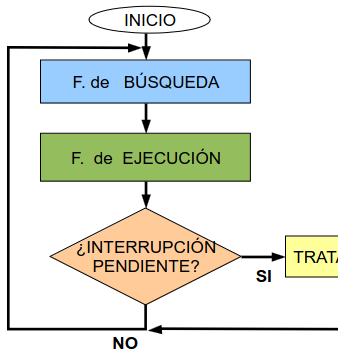 INICIO
F. de BÚSQUEDA
F. de EJECUCIÓN
¿INTERRUPCIÓN
PENDIENTE?
SI
NO